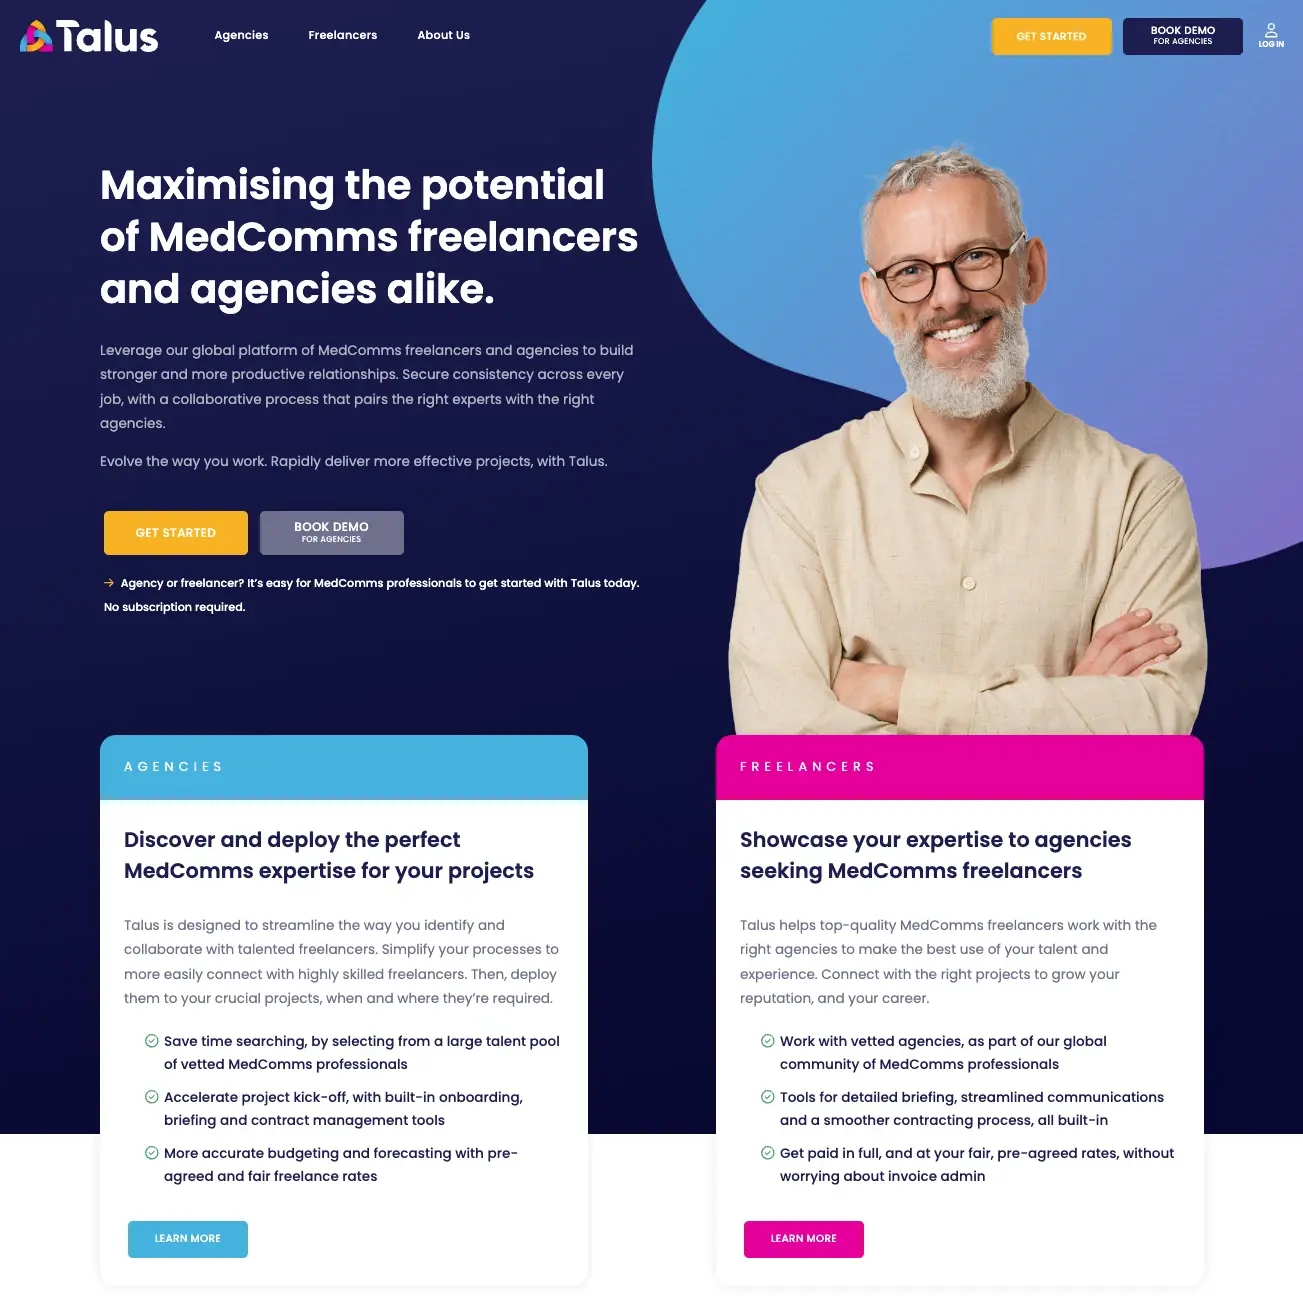 Talus
Agencies
Freelancers
About Us
GET STARTED
BOOK DEMO
FOR AGENCIES
LOG IN
Maximising the potential
of MedComms freelancers
and agencies alike.
Leverage our global platform of MedComms freelancers and agencies to build
stronger and more productive relationships. Secure consistency across every
job, with a collaborative process that pairs the right experts with the right
agencies.
Evolve the way you work. Rapidly deliver more effective projects, with Talus.
GET STARTED
BOOK DEMO
FOR AGENCIES
→ Agency or freelancer? It’s easy for MedComms professionals to get started with Talus today.
No subscription required.
AGENCIES
Discover and deploy the perfect
MedComms expertise for your projects
Talus is designed to streamline the way you identify and
collaborate with talented freelancers. Simplify your processes to
more easily connect with highly skilled freelancers. Then, deploy
them to your crucial projects, when and where they’re required.
Save time searching, by selecting from a large talent pool
of vetted MedComms professionals
Accelerate project kick-off, with built-in onboarding,
briefing and contract management tools
More accurate budgeting and forecasting with pre-
agreed and fair freelance rates
LEARN MORE
FREELANCERS
Showcase your expertise to agencies
seeking MedComms freelancers
Talus helps top-quality MedComms freelancers work with the
right agencies to make the best use of your talent and
experience. Connect with the right projects to grow your
reputation, and your career.
Work with vetted agencies, as part of our global
community of MedComms professionals
Tools for detailed briefing, streamlined communications
and a smoother contracting process, all built-in
Get paid in full, and at your fair, pre-agreed rates, without
worrying about invoice admin
LEARN MORE